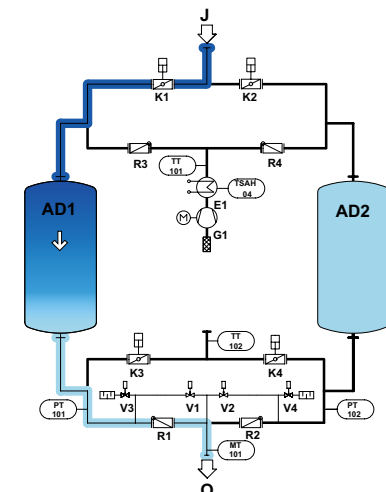 J
K1 K2
R3 R4
TT
101
TSAH
04
E1
M
G1
AD1
AD2
TT
102
K3 K4
PT
101
V3 V1 V2 V4
PT
102
R1 R2
MT
101
O